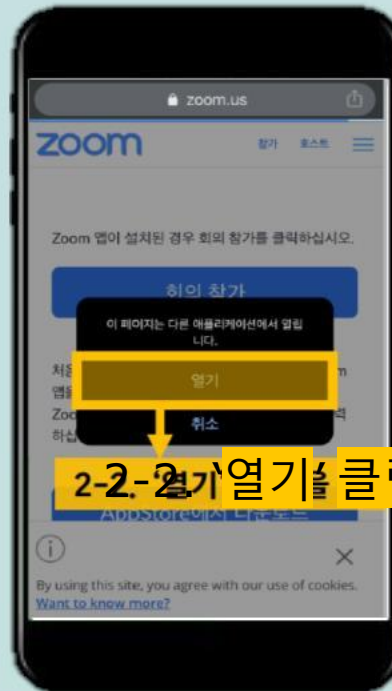 zoom.us
zoom 참가 호스트
Zoom 앱이 설치된 경우 회의 참가를 클릭하십시오.
회의 참가
이 페이지는 다른 애플리케이션에서 열립
니다.
열기
취소
처음
앱을
Zoo
하십
2-2. '열기' 클
AppStore에서 다운로드
By using this site, you agree with our use of cookies.
Want to know more?